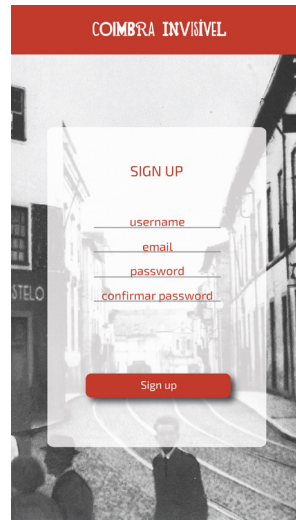 COIMBRA INVISÍVEL
SIGN UP
username
email
password
confirmar password
STELO
Sign up